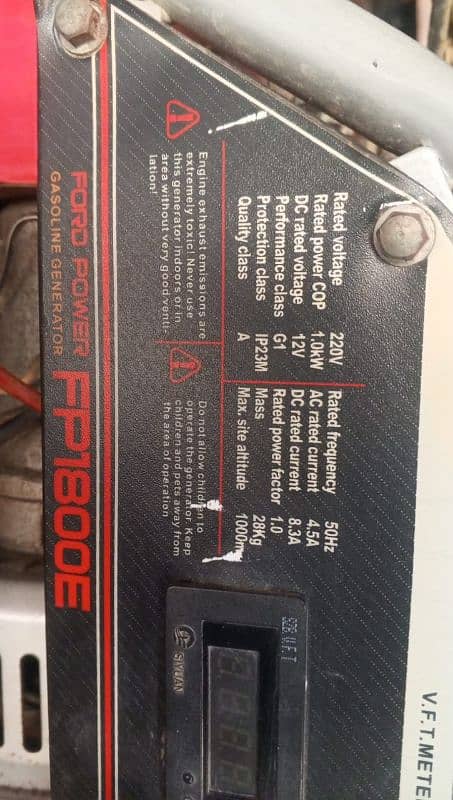 Rated voltage 220V
Rated power COP 1.0kW
DC rated voltage 12V
Performance class G1
Protection class IP23M
Quality class A
Rated frequency 50Hz
AC rated current 4.5A
DC rated current 8.3A
Rated power factor 1.0
Mass 28Kg
Max. site altitude 1000m
Engine exhaust emissions are
extremely toxic! Never use
this generator indoors or in
area without very good venti-
lation!
Do not allow children to
operate the generator. Keep
children and pets away from
the area of operation
FORD POWER FP1800E
GASOLINE GENERATOR
V.F.T.METE
V.F.T
SIYUAN